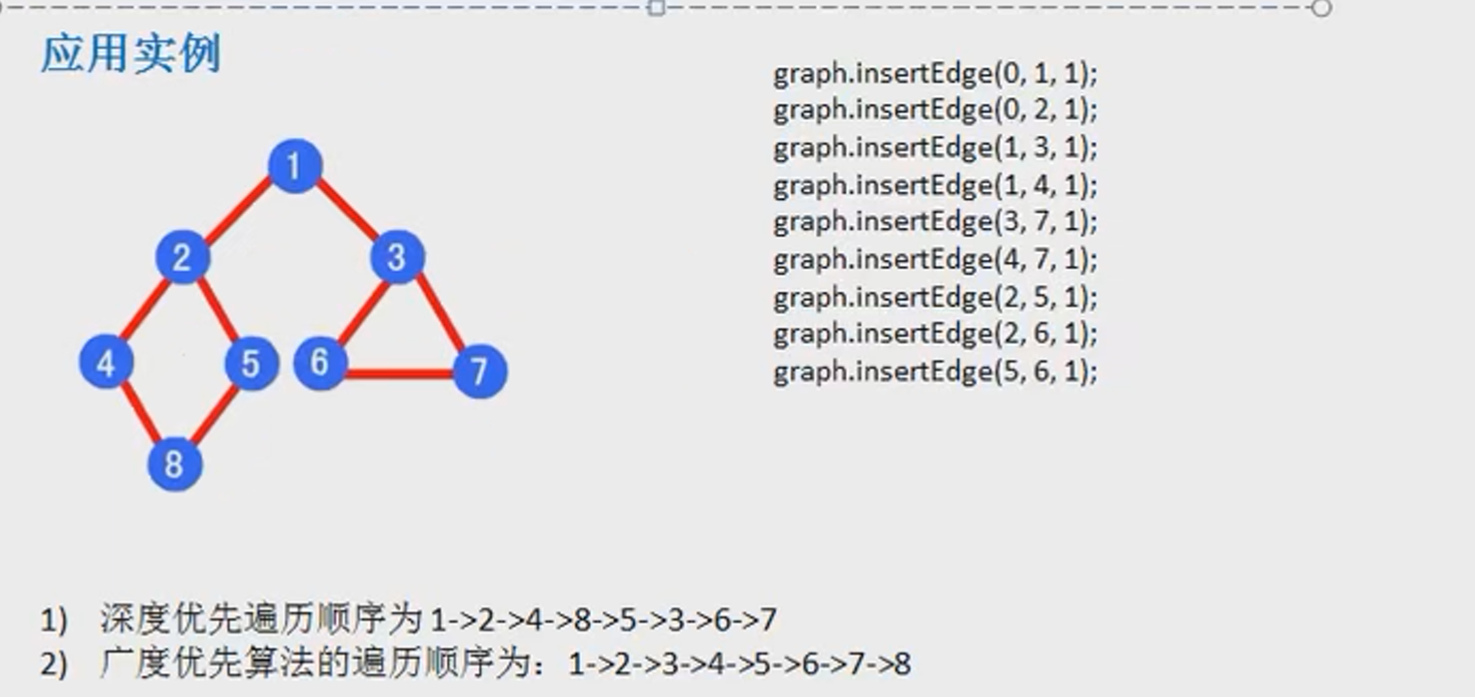 应用实例
graph.insertEdge(0, 1, 1);
graph.insertEdge(0, 2, 1);
graph.insertEdge(1, 3, 1);
graph.insertEdge(1, 4, 1);
graph.insertEdge(3, 7, 1);
graph.insertEdge(4, 7, 1);
graph.insertEdge(2, 5, 1);
graph.insertEdge(2, 6, 1);
graph.insertEdge(5, 6, 1);
1
2
3
4
5
6
7
8
1) 深度优先遍历顺序为 1->2->4->8->5->3->6->7
2) 广度优先算法的遍历顺序为：1->2->3->4->5->6->7->8